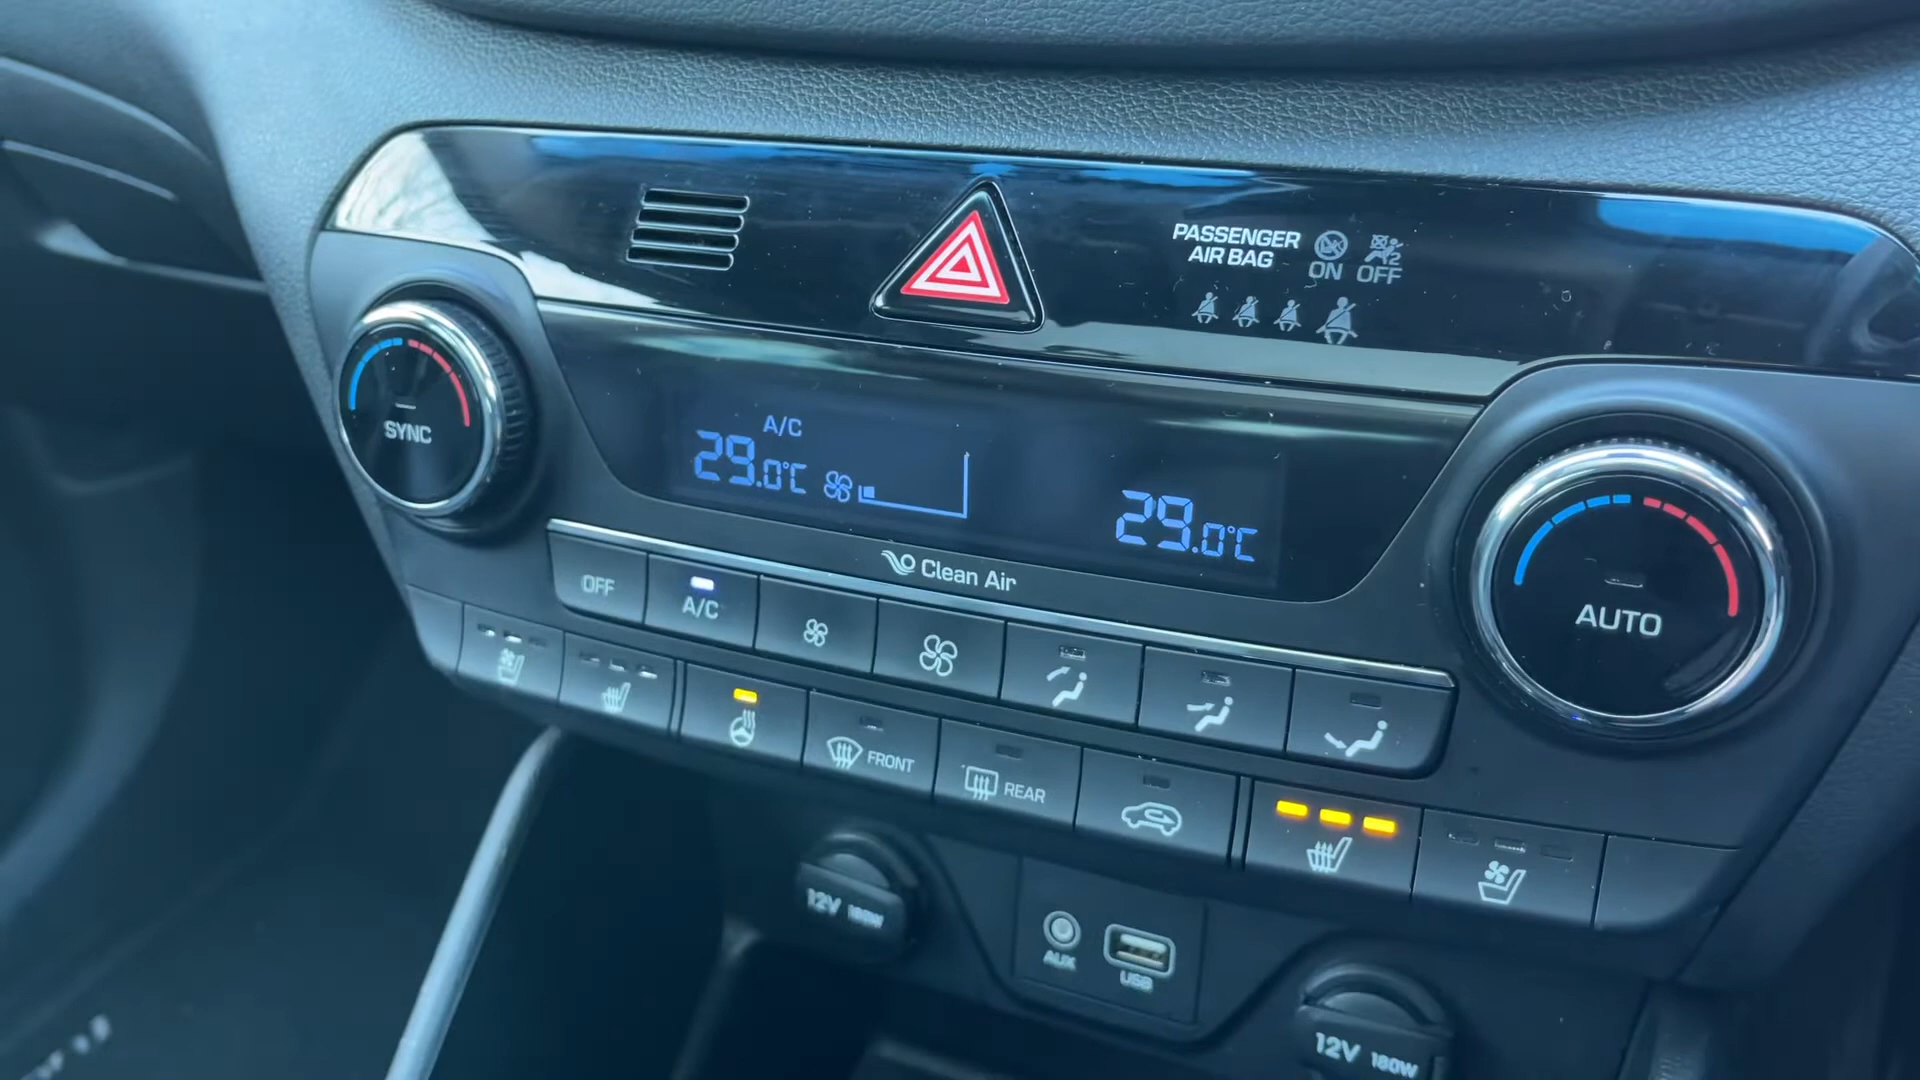 PASSENGER
AIR BAG
ON OFF
2
A/C
29.0°C
29.0°C
SYNC
Clean Air
AUTO
OFF
A/C
FRONT
REAR
12V 180W
AUX
USB
12V 180W